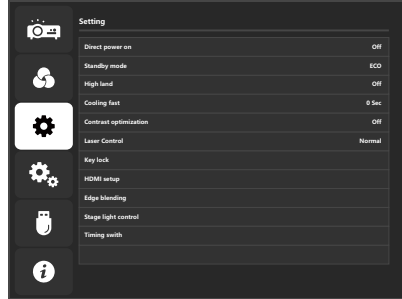 Setting
Direct power on Off
Standby mode ECO
High land Off
Cooling fast 0 Sec
Contrast optimization Off
Laser Control Normal
Key lock
HDMI setup
Edge blending
Stage light control
Timing swith